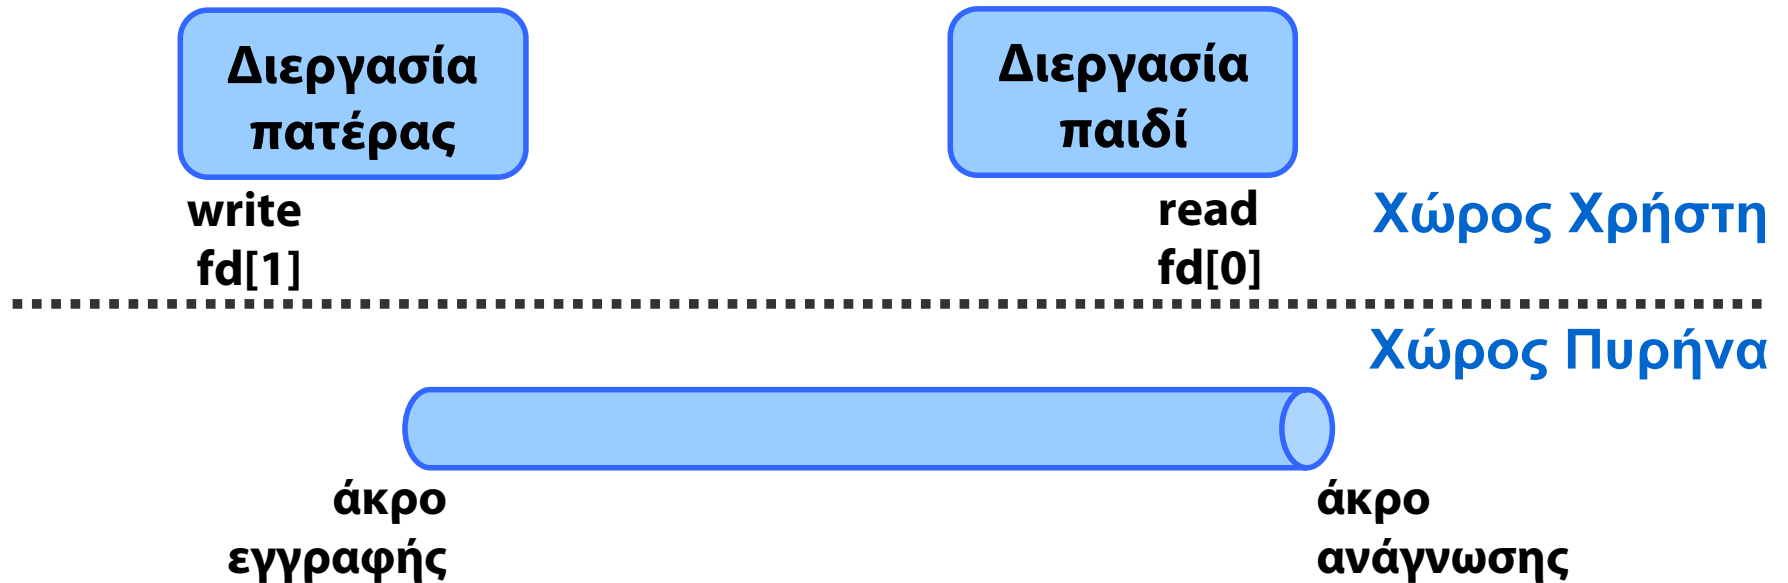 Διεργασία
πατέρας
Διεργασία
παιδί
write
fd[1]
read
fd[0]
Χώρος Χρήστη
Χώρος Πυρήνα
άκρο
εγγραφής
άκρο
ανάγνωσης